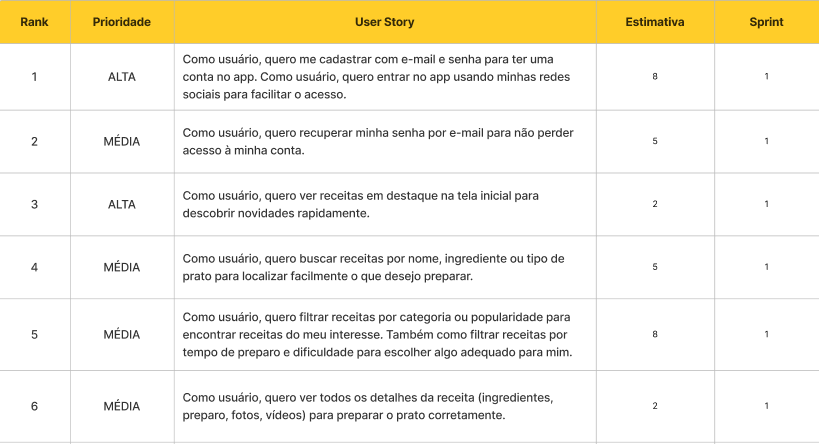 Rank Prioridade User Story Estimativa Sprint
Como usuário, quero me cadastrar com e-mail e senha para ter uma
1 ALTA conta no app. Como usuário, quero entrar no app usando minhas redes 8 1
sociais para facilitar o acesso.
2 MÉDIA Como usuário, quero recuperar minha senha por e-mail para não perder 5 1
acesso à minha conta.
3 ALTA Como usuário, quero ver receitas em destaque na tela inicial para 2 1
descobrir novidades rapidamente.
4 MÉDIA Como usuário, quero buscar receitas por nome, ingrediente ou tipo de 5 1
prato para localizar facilmente o que desejo preparar.
Como usuário, quero filtrar receitas por categoria ou popularidade para
5 MÉDIA encontrar receitas do meu interesse. Também como filtrar receitas por 8 1
tempo de preparo e dificuldade para escolher algo adequado para mim.
6 MÉDIA Como usuário, quero ver todos os detalhes da receita (ingredientes, 2 1
preparo, fotos, vídeos) para preparar o prato corretamente.